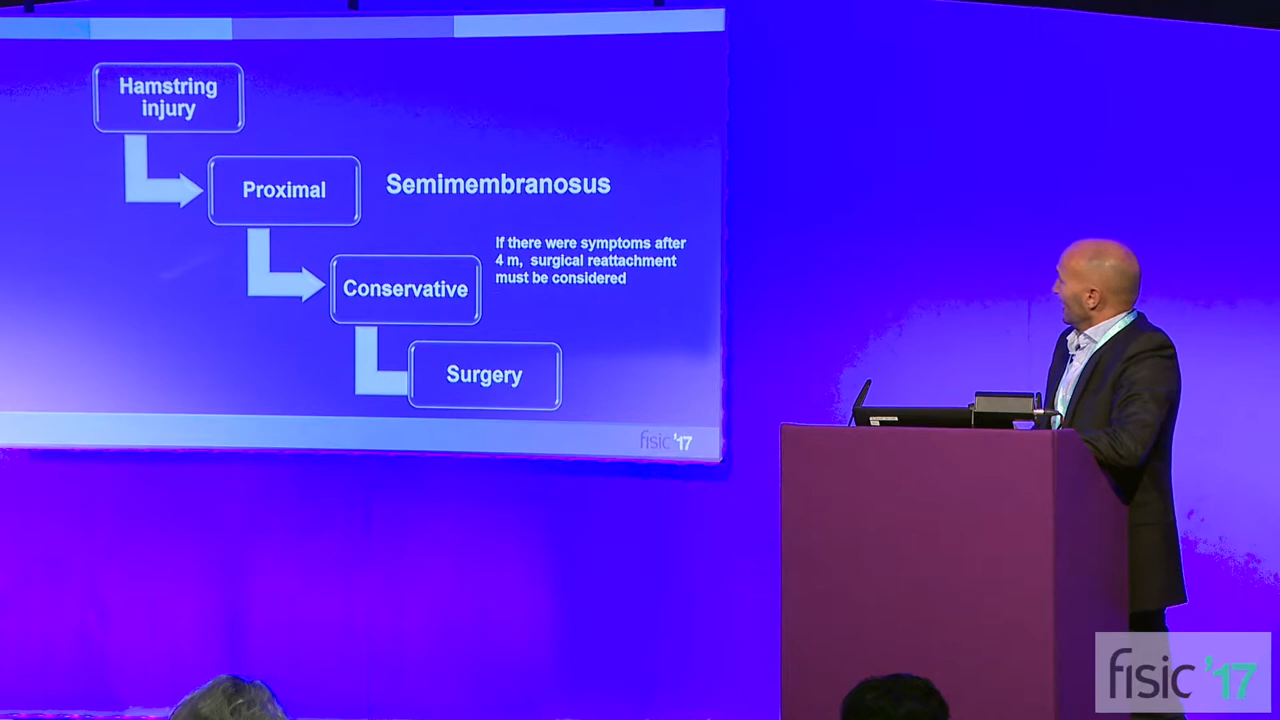 Hamstring
injury
Proximal
Semimembranosus
If there were symptoms after
4 m, surgical reattachment
must be considered
Conservative
Surgery
fisic '17
fisic '17